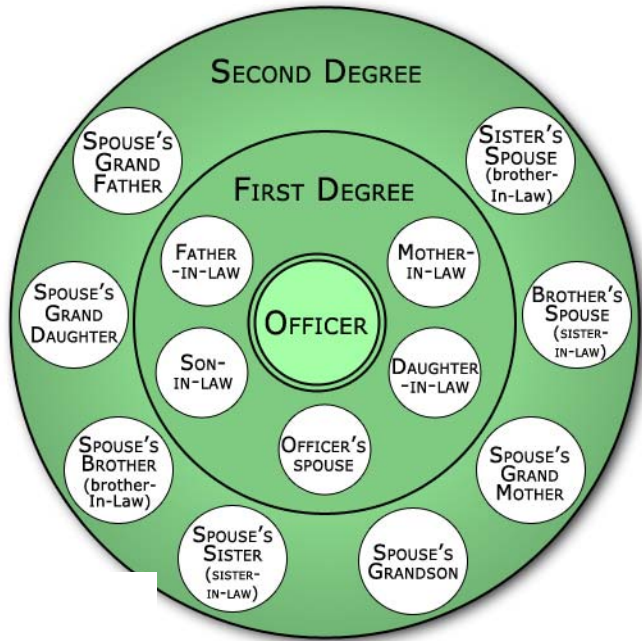 SECOND DEGREE
SPOUSE'S
GRAND
FATHER
SISTER'S
SPOUSE
(brother-
In-Law)
FIRST DEGREE
FATHER
-IN-LAW
MOTHER-
IN-LAW
SPOUSE'S
GRAND
DAUGHTER
OFFICER
BROTHER'S
SPOUSE
(SISTER-
IN-LAW)
SON-
IN-LAW
DAUGHTER
-IN-LAW
SPOUSE'S
BROTHER
(brother-
In-Law)
OFFICER'S
SPOUSE
SPOUSE'S
GRAND
MOTHER
SPOUSE'S
SISTER
(SISTER-
IN-LAW)
SPOUSE'S
GRANDSON